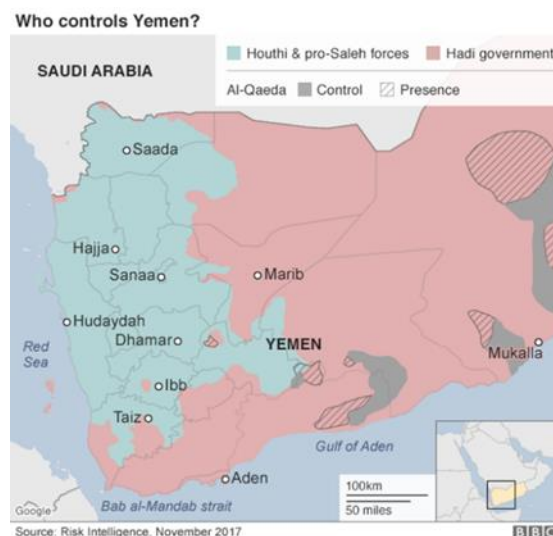 Who controls Yemen?
Houthi & pro-Saleh forces
Hadi government
Al-Qaeda
Control
Presence
SAUDI ARABIA
Saada
Hajja
Sanaa
Marib
Hudaydah
Dhamar
YEMEN
Red
Sea
Mukalla
Ibb
Taiz
Gulf of Aden
Aden
100km
50 miles
Bab al-Mandab strait
Google
Source: Risk Intelligence, November 2017
BBC